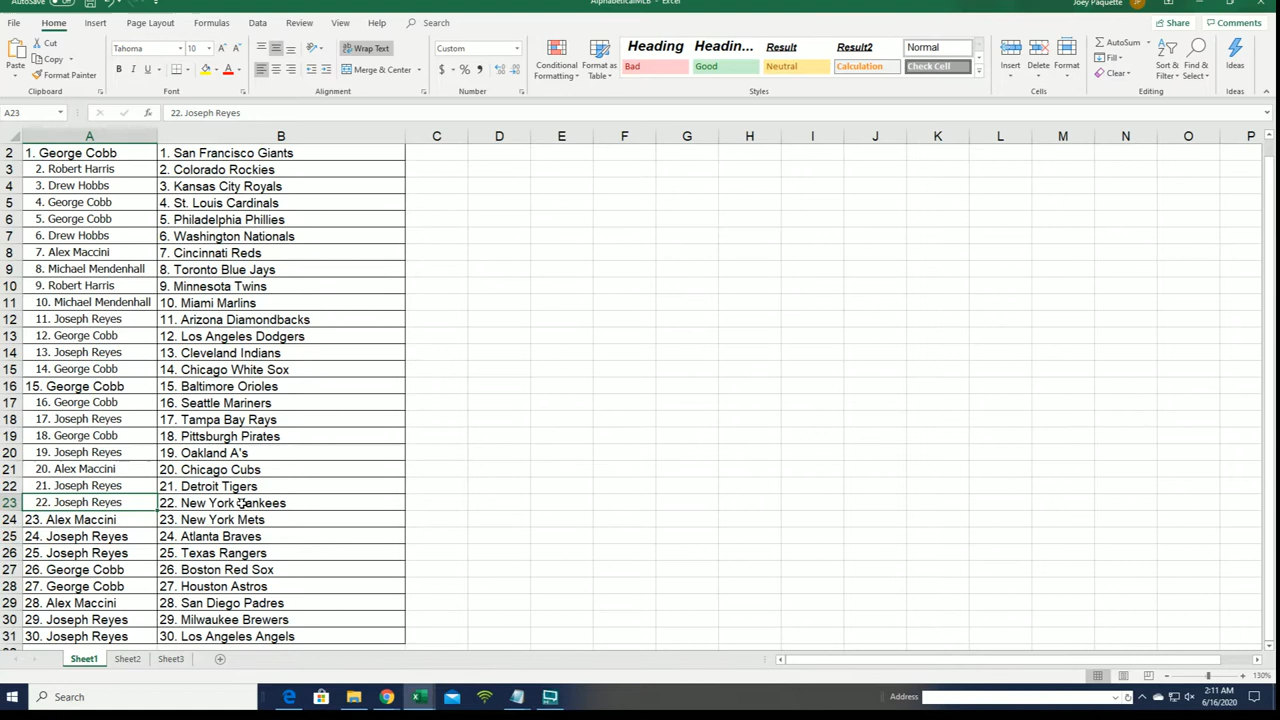 AutoSave Off AlphabeticalMLB - Excel Joey Paquette JP
File Home Insert Page Layout Formulas Data Review View Help Search Share Comments
Cut Tahoma 10 Wrap Text Custom Heading Headin... Result Result2 Normal AutoSum
Copy Fill
Paste Format Painter Merge & Center Conditional Formatting Format as Table Bad Good Neutral Calculation Check Cell Insert Delete Format Clear Sort & Filter Find & Select Ideas
Clipboard Font Alignment Number Styles Cells Editing Ideas
A23 fx 22. Joseph Reyes
A B C D E F G H I J K L M N O P
2 1. George Cobb 1. San Francisco Giants
3 2. Robert Harris 2. Colorado Rockies
4 3. Drew Hobbs 3. Kansas City Royals
5 4. George Cobb 4. St. Louis Cardinals
6 5. George Cobb 5. Philadelphia Phillies
7 6. Drew Hobbs 6. Washington Nationals
8 7. Alex Maccini 7. Cincinnati Reds
9 8. Michael Mendenhall 8. Toronto Blue Jays
10 9. Robert Harris 9. Minnesota Twins
11 10. Michael Mendenhall 10. Miami Marlins
12 11. Joseph Reyes 11. Arizona Diamondbacks
13 12. George Cobb 12. Los Angeles Dodgers
14 13. Joseph Reyes 13. Cleveland Indians
15 14. George Cobb 14. Chicago White Sox
16 15. George Cobb 15. Baltimore Orioles
17 16. George Cobb 16. Seattle Mariners
18 17. Joseph Reyes 17. Tampa Bay Rays
19 18. George Cobb 18. Pittsburgh Pirates
20 19. Joseph Reyes 19. Oakland A's
21 20. Alex Maccini 20. Chicago Cubs
22 21. Joseph Reyes 21. Detroit Tigers
23 22. Joseph Reyes 22. New York Yankees
24 23. Alex Maccini 23. New York Mets
25 24. Joseph Reyes 24. Atlanta Braves
26 25. Joseph Reyes 25. Texas Rangers
27 26. George Cobb 26. Boston Red Sox
28 27. George Cobb 27. Houston Astros
29 28. Alex Maccini 28. San Diego Padres
30 29. Joseph Reyes 29. Milwaukee Brewers
31 30. Joseph Reyes 30. Los Angeles Angels
Sheet1 Sheet2 Sheet3
130%
Search Address 2:11 AM
6/16/2020